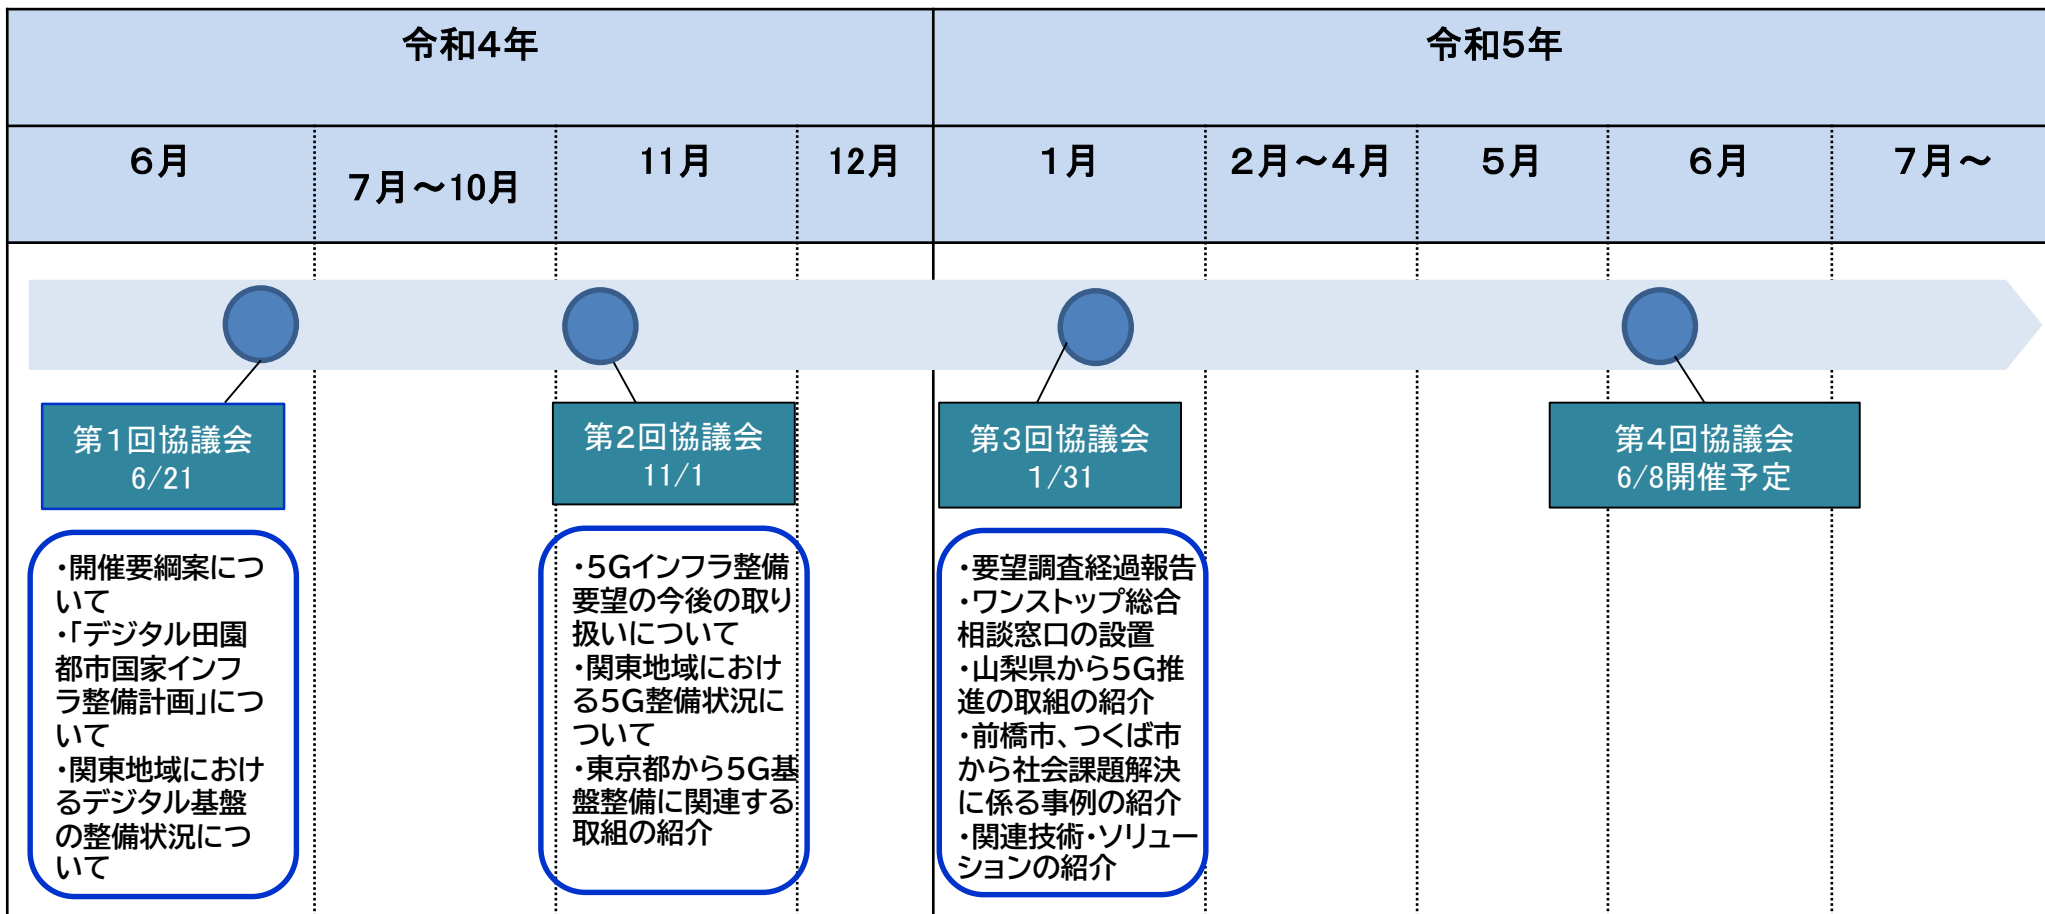 令和4年
令和5年
6月
7月～10月
11月
12月
1月
2月～4月
5月
6月
7月～
第1回協議会
6/21
第2回協議会
11/1
第3回協議会
1/31
第4回協議会
6/8開催予定
・開催要綱案につ
いて
・「デジタル田園
都市国家インフ
ラ整備計画」につ
いて
・関東地域におけ
るデジタル基盤
の整備状況につ
いて
・5Gインフラ整備
要望の今後の取り
扱いについて
・関東地域におけ
る5G整備状況に
ついて
・東京都から5G基
盤整備に関連する
取組の紹介
・要望調査経過報告
・ワンストップ総合
相談窓口の設置
・山梨県から5G推
進の取組の紹介
・前橋市、つくば市
から社会課題解決
に係る事例の紹介
・関連技術・ソリュー
ションの紹介